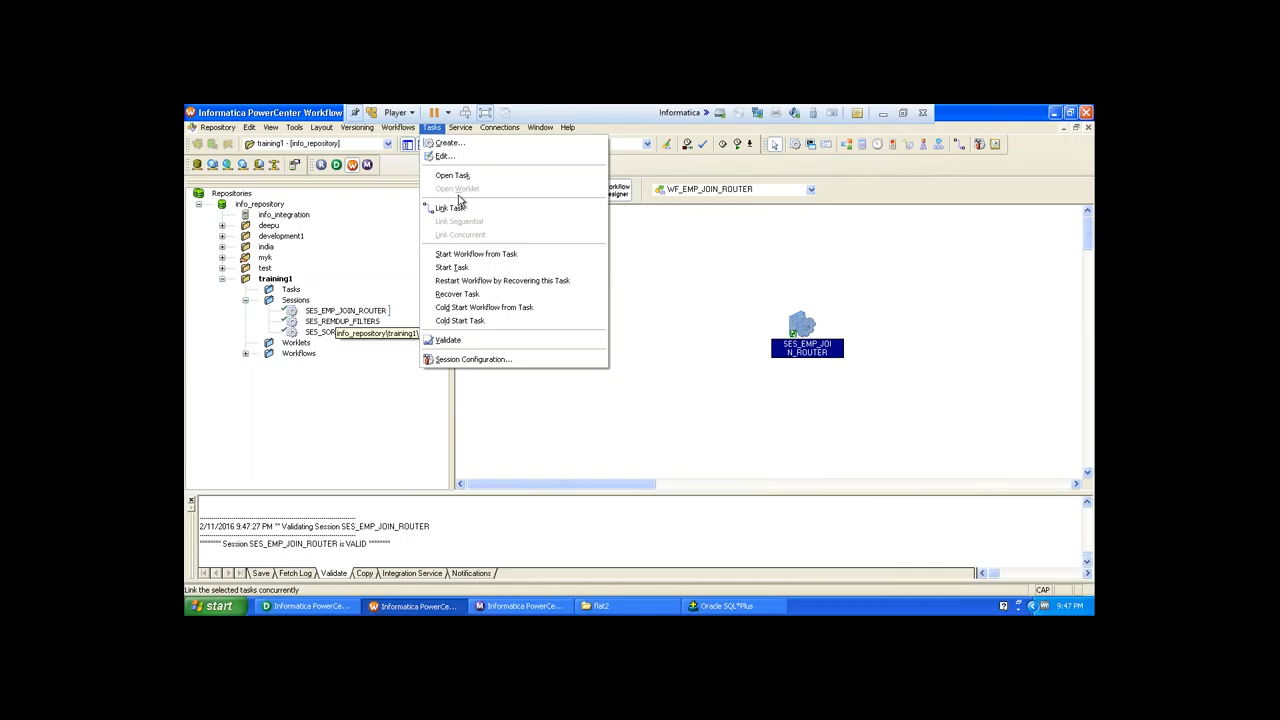 Informatica PowerCenter Workflow
Player
Informatica
Repository Edit View Tools Layout Versioning Workflows Tasks Service Connections Window Help
training1 - [info_repository]
Create...
Edit...
Open Task
Open Worklet
Link Task
Link Sequential
Link Concurrent
Start Workflow from Task
Start Task
Restart Workflow by Recovering this Task
Recover Task
Cold Start Workflow from Task
Cold Start Task
Validate
Session Configuration...
WF_EMP_JOIN_ROUTER
Repositories
info_repository
info_integration
deepu
development1
india
myk
test
training1
Tasks
Sessions
SES_EMP_JOIN_ROUTER
SES_REMDUP_FILTERS
SES_SOR
info_repository\training1\
Worklets
Workflows
SES_EMP_JOI
N_ROUTER
2/11/2016 9:47:27 PM ** Validating Session SES_EMP_JOIN_ROUTER
******** Session SES_EMP_JOIN_ROUTER is VALID ********
Save Fetch Log Validate Copy Integration Service Notifications
Link the selected tasks concurrently
CAP
start
Informatica PowerCe...
Informatica PowerCe...
Informatica PowerCe...
flat2
Oracle SQL*Plus
9:47 PM